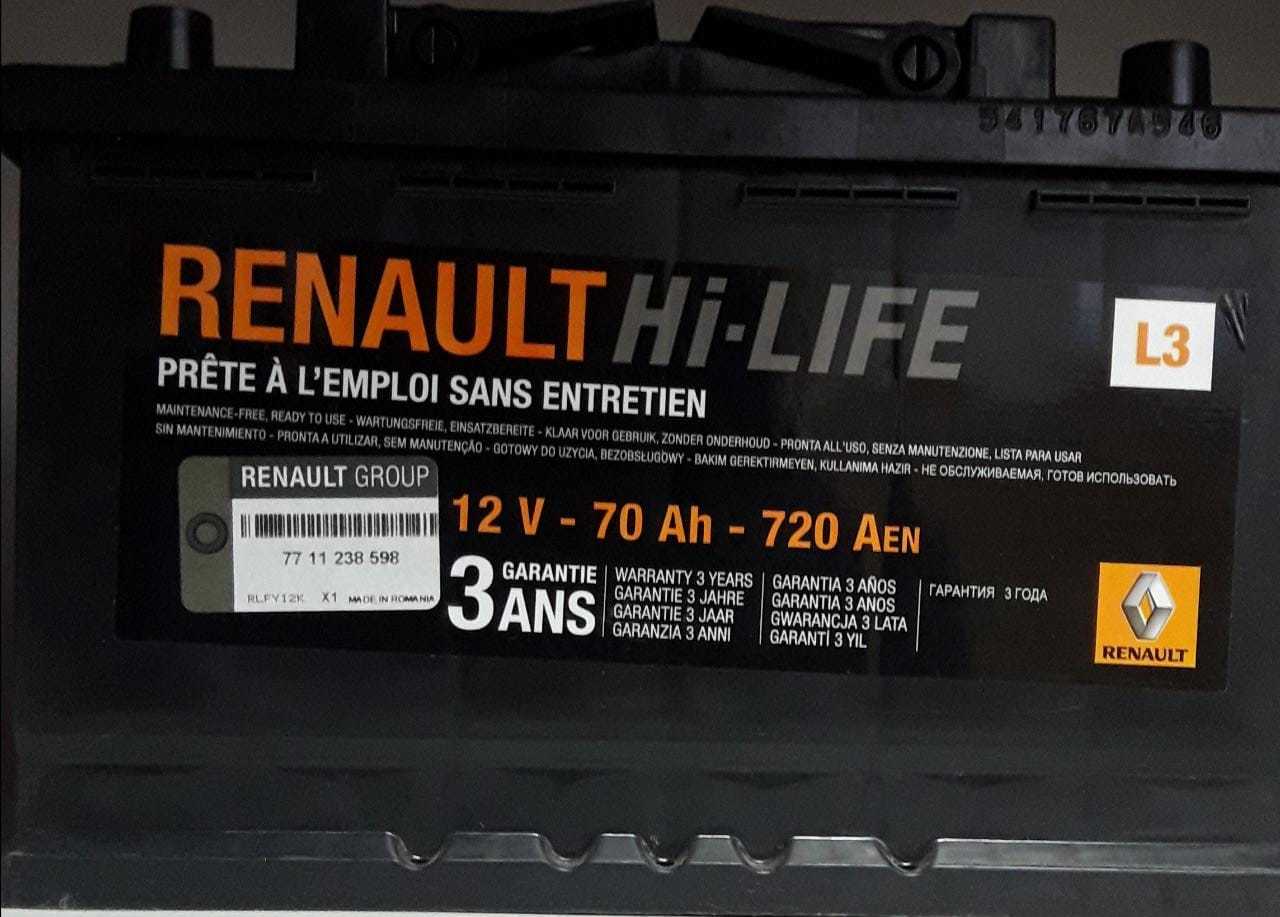 541767A546
RENAULT Hi-LIFE
L3
PRÊTE À L'EMPLOI SANS ENTRETIEN
MAINTENANCE-FREE, READY TO USE - WARTUNGSFREIE, EINSATZBEREITE - KLAAR VOOR GEBRUIK, ZONDER ONDERHOUD - PRONTA ALL'USO, SENZA MANUTENZIONE, LISTA PARA USAR
SIN MANTENIMIENTO - PRONTA A UTILIZAR, SEM MANUTENÇÃO - GOTOWY DO UZYCIA, BEZOBSŁUGOWY - BAKIM GEREKTIRMEYEN, KULLANIMA HAZIR - НЕ ОБСЛУЖИВАЕМАЯ, ГОТОВ ИСПОЛЬЗОВАТЬ
RENAULT GROUP
77 11 238 598
RLFY12K X1 MADE IN ROMANIA
12 V - 70 Ah - 720 AEN
3 GARANTIE
ANS
WARRANTY 3 YEARS
GARANTIE 3 JAHRE
GARANTIE 3 JAAR
GARANZIA 3 ANNI
GARANTIA 3 AÑOS
GARANTIA 3 ANOS
GWARANCJA 3 LATA
GARANTİ 3 YIL
ГАРАНТИЯ 3 ГОДА
RENAULT